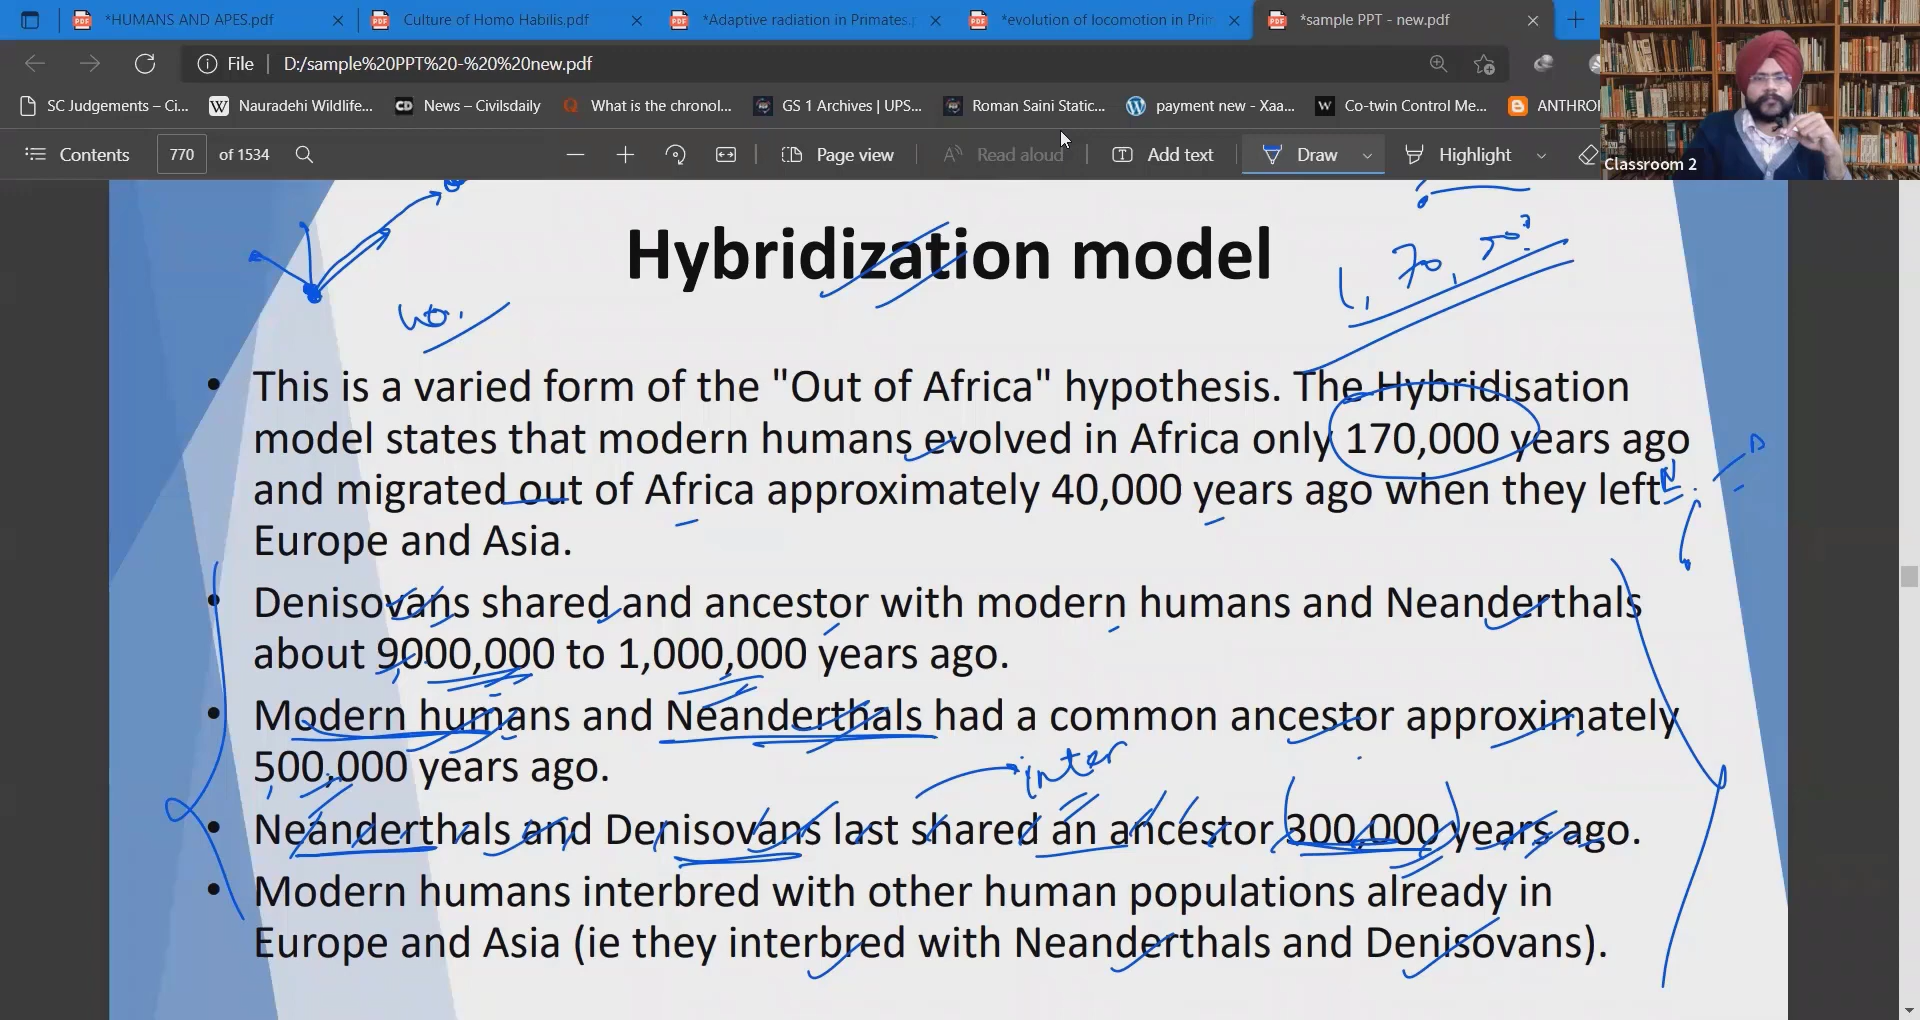 *HUMANS AND APES.pdf
Culture of Homo Habilis.pdf
*Adaptive radiation in Primates.
*evolution of locomotion in Prim
*sample PPT - new.pdf
File
D:/sample%20PPT%20-%20%20new.pdf
SC Judgements – Ci...
Nauradehi Wildlife...
News – Civilsdaily
What is the chronol...
GS 1 Archives | UPS...
Roman Saini Static...
payment new - Xaa...
Co-twin Control Me...
ANTHRO
Classroom 2
Contents
770
of 1534
Page view
Read aloud
Add text
Draw
Highlight
Hybridization model
1, 70,
• This is a varied form of the "Out of Africa" hypothesis. The Hybridisation
model states that modern humans evolved in Africa only 170,000 years ago
and migrated out of Africa approximately 40,000 years ago when they left
Europe and Asia.
N
D
• Denisovans shared and ancestor with modern humans and Neanderthals
about 9000,000 to 1,000,000 years ago.
• Modern humans and Neanderthals had a common ancestor approximately
500,000 years ago.
inter
• Neanderthals and Denisovans last shared an ancestor 300,000 years ago.
• Modern humans interbred with other human populations already in
Europe and Asia (ie they interbred with Neanderthals and Denisovans).